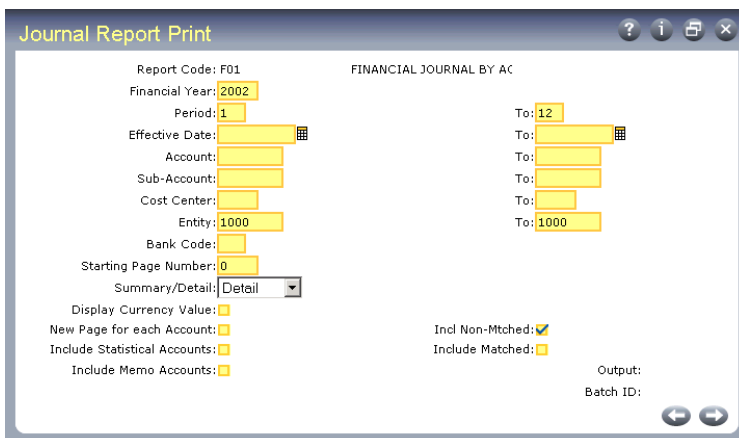 Journal Report Print
Report Code: F01 FINANCIAL JOURNAL BY AC
Financial Year: 2002
Period: 1 To: 12
Effective Date: To:
Account: To:
Sub-Account: To:
Cost Center: To:
Entity: 1000 To: 1000
Bank Code:
Starting Page Number: 0
Summary/Detail: Detail
Display Currency Value:
New Page for each Account: Incl Non-Mtched:
Include Statistical Accounts: Include Matched:
Include Memo Accounts: Output:
Batch ID: